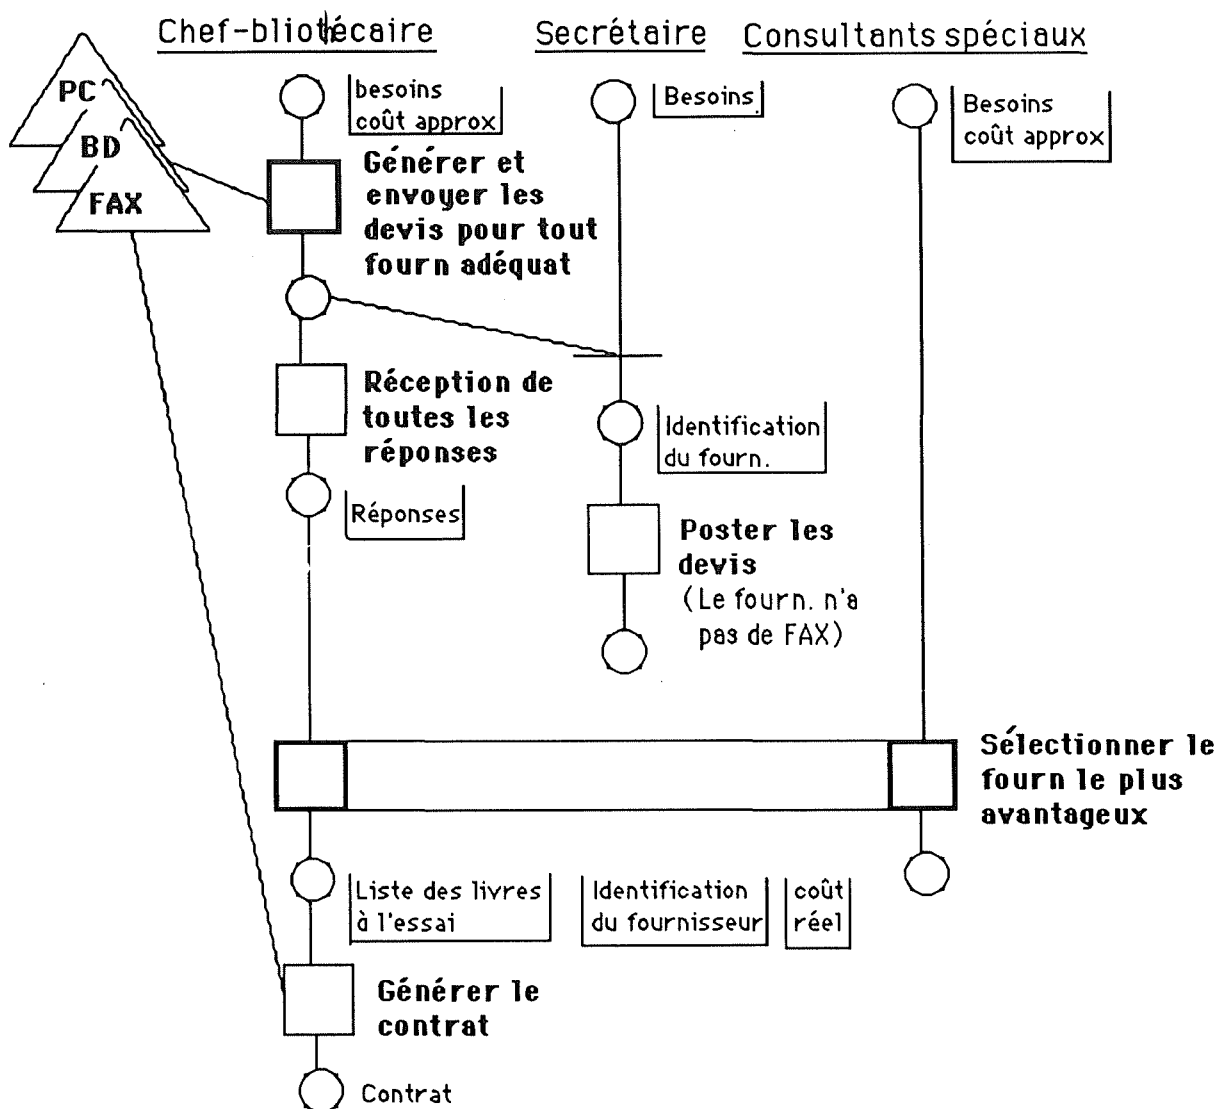 Chef-bliothécaire
Secrétaire
Consultants spéciaux
PC
BD
FAX
besoins
coût approx
Besoins.
Besoins
coût approx
Générer et
envoyer les
devis pour tout
fourn adéquat
Réception de
toutes les
réponses
Identification
du fourn.
Réponses
Poster les
devis
(Le fourn. n'a
pas de FAX)
Sélectionner le
fourn le plus
avantageux
Liste des livres
à l'essai
Identification
du fournisseur
coût
réel
Générer le
contrat
Contrat